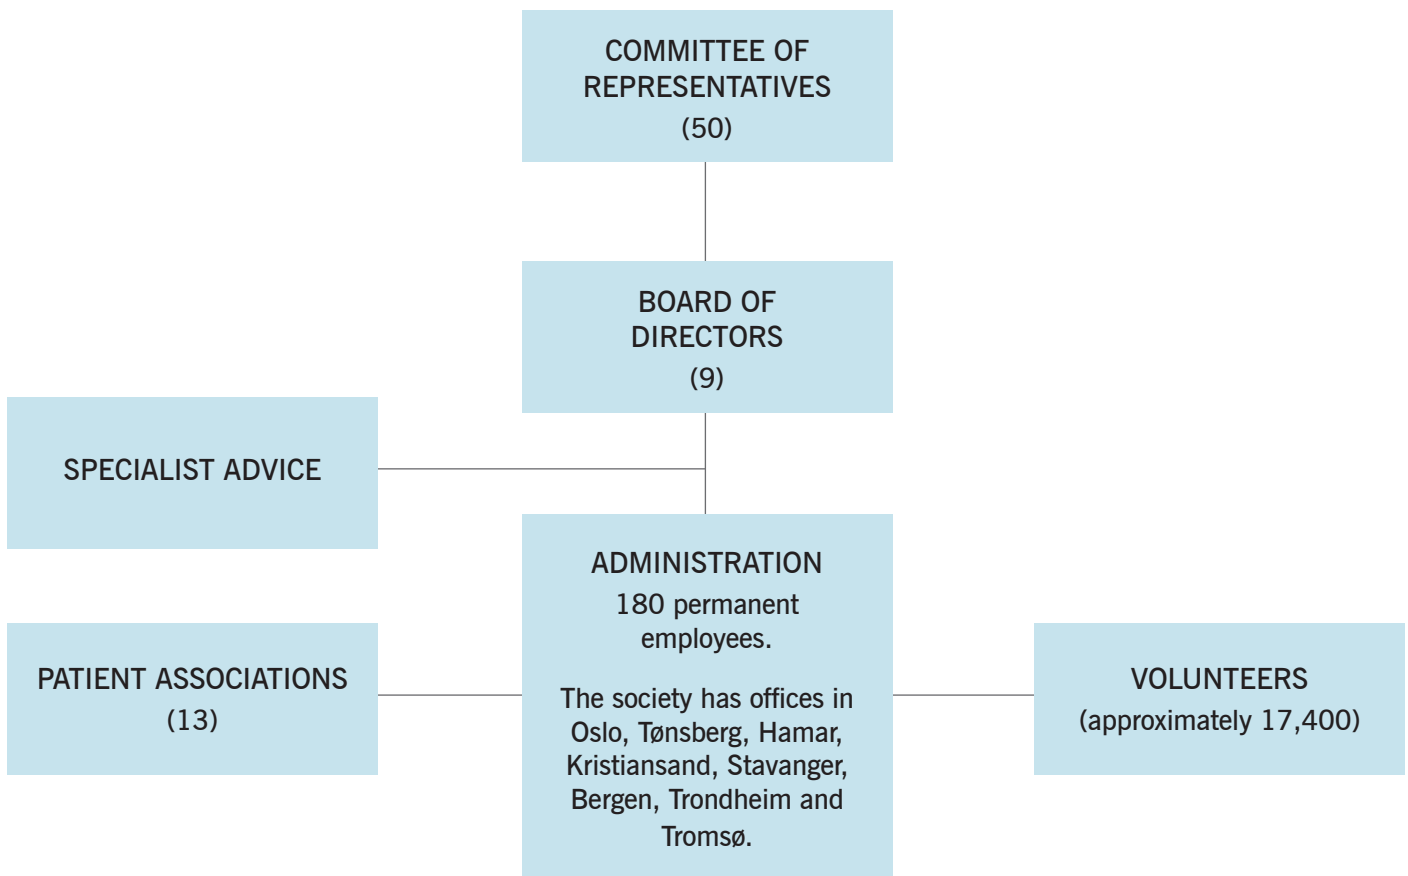 COMMITTEE OF
REPRESENTATIVES
(50)
BOARD OF
DIRECTORS
(9)
SPECIALIST ADVICE
ADMINISTRATION
180 permanent
employees.
The society has offices in
Oslo, Tønsberg, Hamar,
Kristiansand, Stavanger,
Bergen, Trondheim and
Tromsø.
PATIENT ASSOCIATIONS
(13)
VOLUNTEERS
(approximately 17,400)